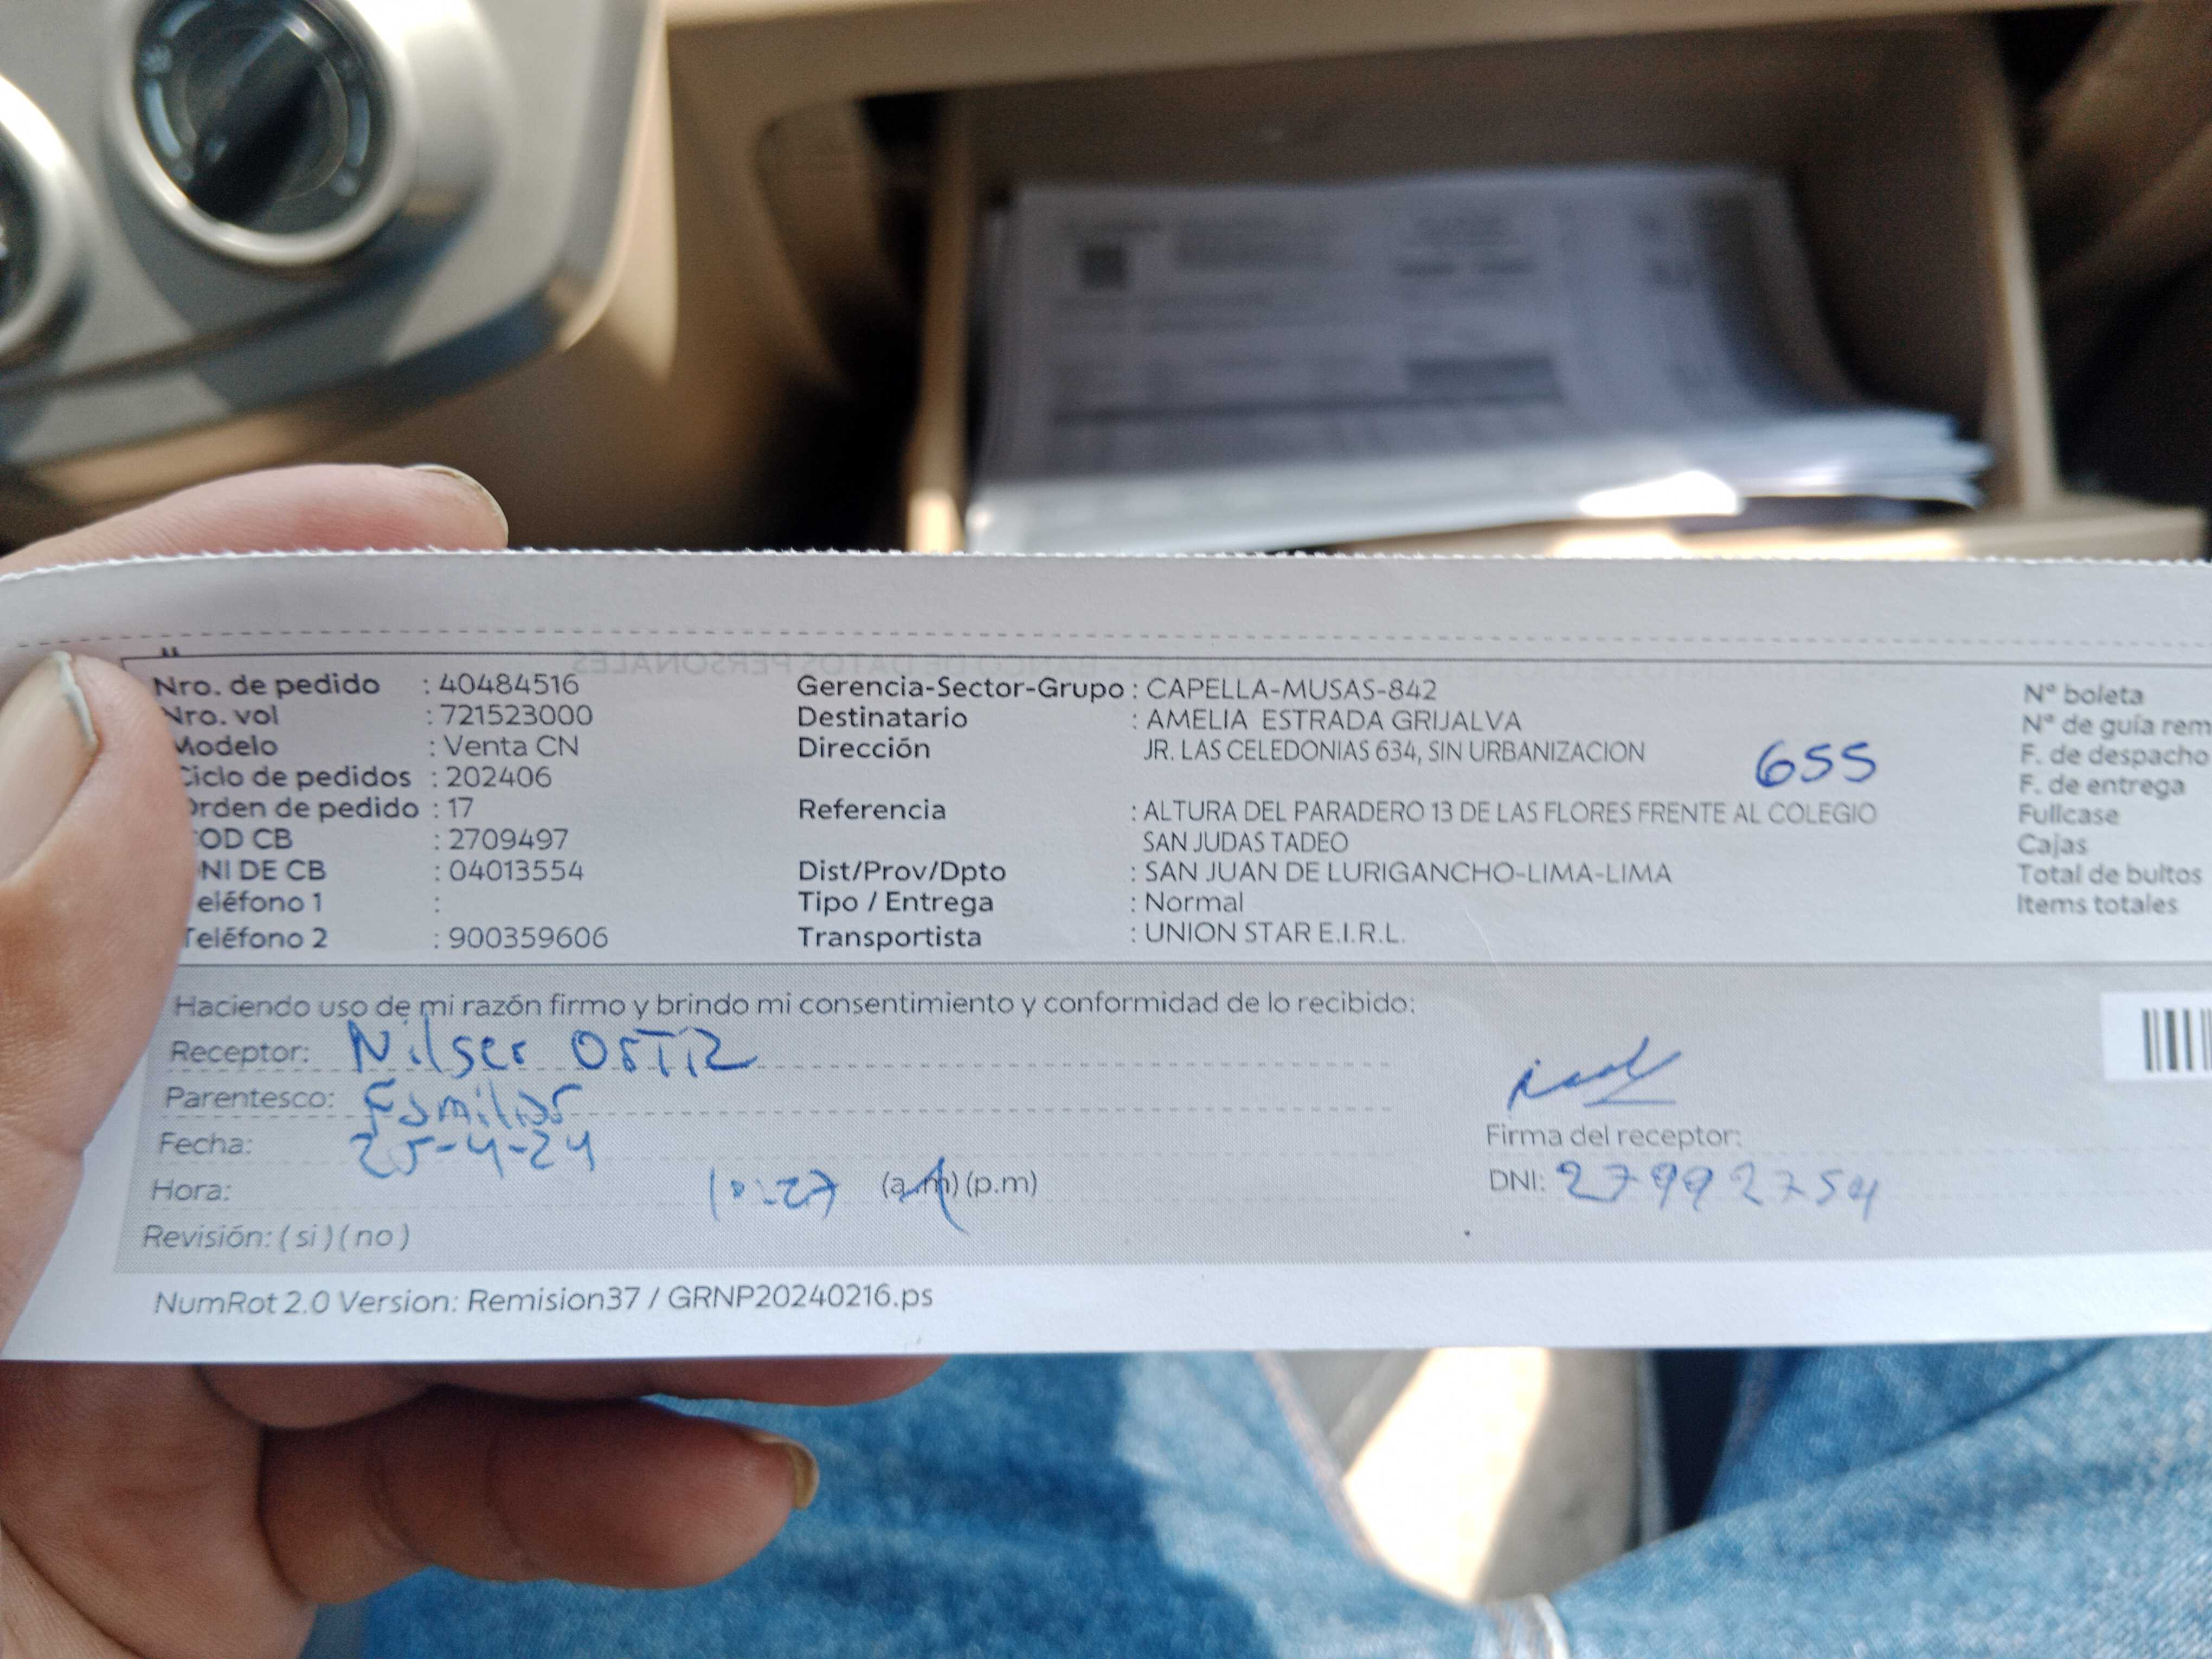 Nro. de pedido : 40484516
Nro. vol : 721523000
Modelo : Venta CN
Ciclo de pedidos : 202406
Orden de pedido : 17
COD CB : 2709497
DNI DE CB : 04013554
Teléfono 1 :
Teléfono 2 : 900359606
Gerencia-Sector-Grupo : CAPELLA-MUSAS-842
Destinatario : AMELIA ESTRADA GRIJALVA
Dirección JR. LAS CELEDONIAS 634, SIN URBANIZACION
655
Referencia : ALTURA DEL PARADERO 13 DE LAS FLORES FRENTE AL COLEGIO
SAN JUDAS TADEO
Dist/Prov/Dpto : SAN JUAN DE LURIGANCHO-LIMA-LIMA
Tipo / Entrega : Normal
Transportista : UNION STAR E.I.R.L.
N° boleta
N° de guía rem
F. de despacho
F. de entrega
Fullcase
Cajas
Total de bultos
Items totales
Haciendo uso de mi razón firmo y brindo mi consentimiento y conformidad de lo recibido:
Receptor: Nilser Ortiz
Parentesco: Familiar
Fecha: 25-4-24
Hora: 10:27 (a.m) (p.m)
Revisión: ( si ) ( no )
Firma del receptor:
DNI: 27992754
NumRot 2.0 Version: Remision37 / GRNP20240216.ps